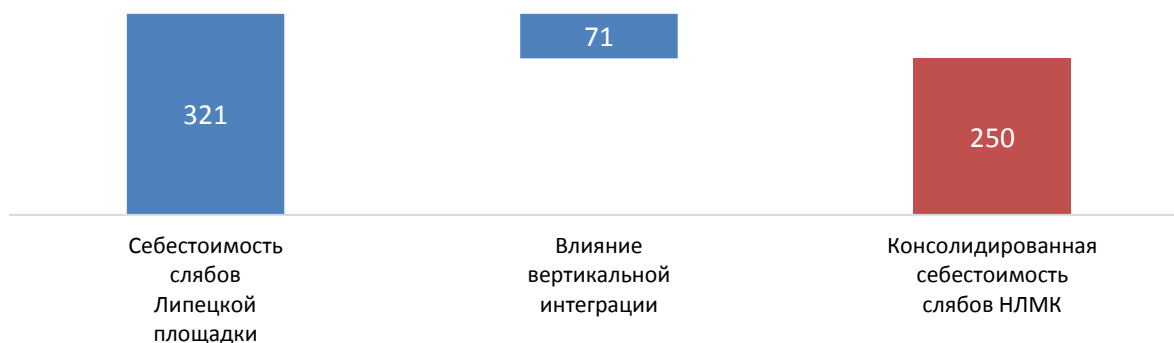 321
71
250
Себестоимость
слябов
Липецкой
площадки
Влияние
вертикальной
интеграции
Консолидированная
себестоимость
слябов НЛМК